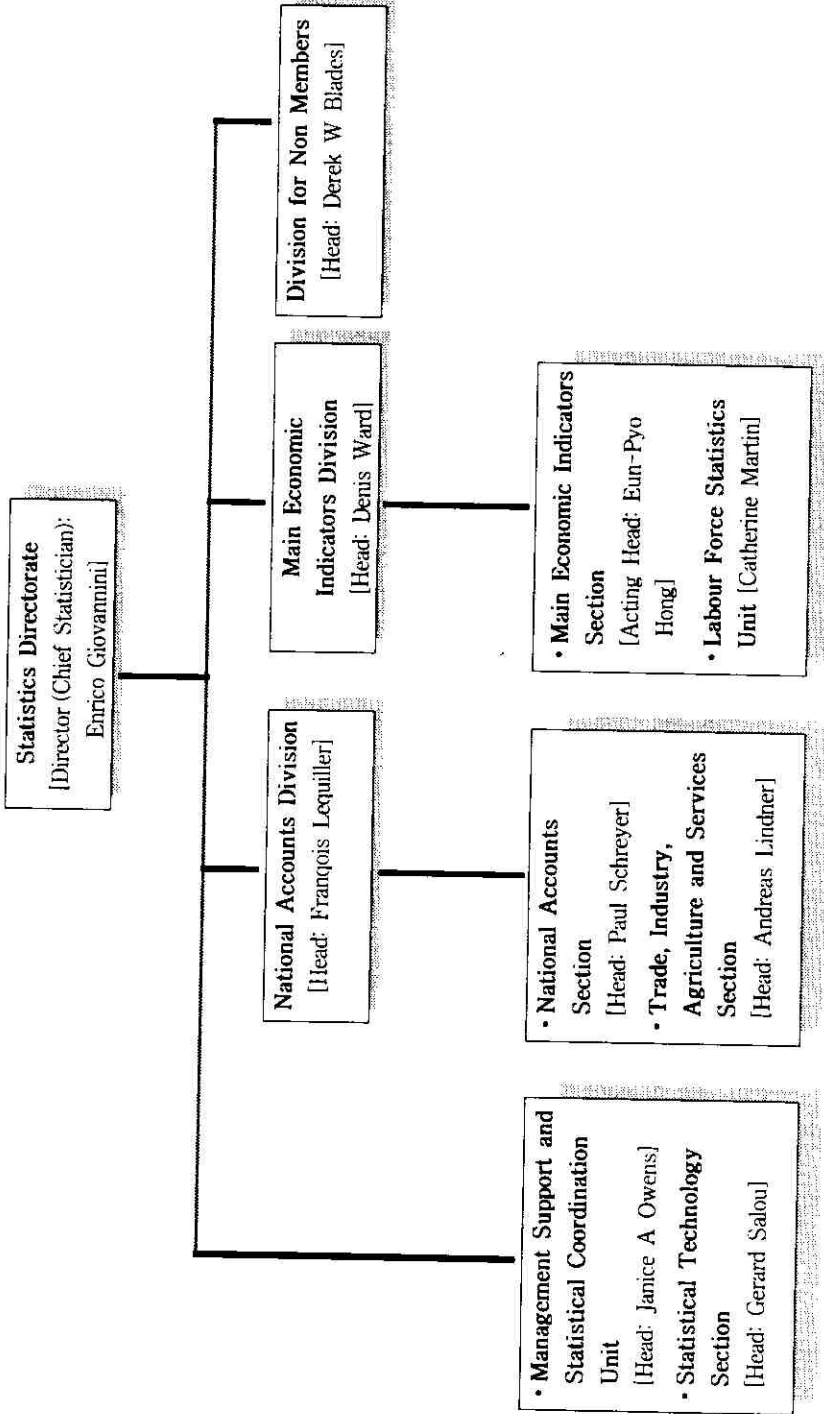 Statistics Directorate
[Director (Chief Statistician):
Enrico Giovannini]
National Accounts Division
[Head: Franqois Lequiller]
Main Economic
Indicators Division
[Head: Denis Ward]
Division for Non Members
[Head: Derek W Blades]
• Management Support and
Statistical Coordination
Unit
[Head: Janice A Owens]
• Statistical Technology
Section
[Head: Gerard Salou]
• National Accounts
Section
[Head: Paul Schreyer]
• Trade, Industry,
Agriculture and Services
Section
[Head: Andreas Lindner]
• Main Economic Indicators
Section
[Acting Head: Eun-Pyo
Hong]
• Labour Force Statistics
Unit [Catherine Martin]